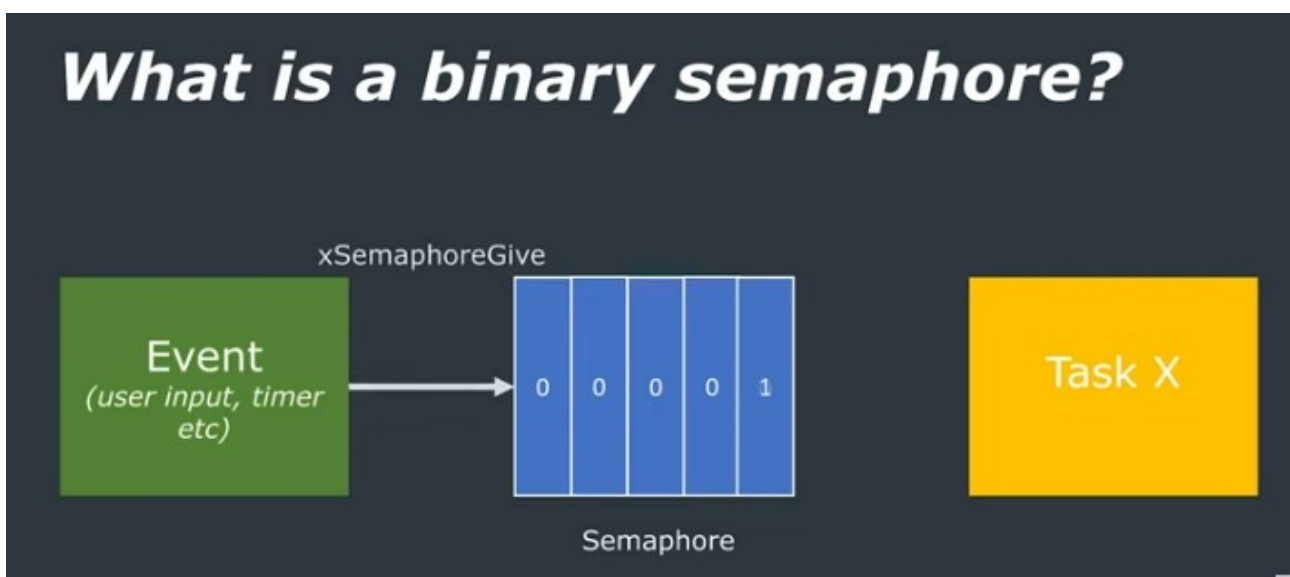 What is a binary semaphore?
xSemaphoreGive
Event
(user input, timer
etc)
0 0 0 0 1
Task X
Semaphore